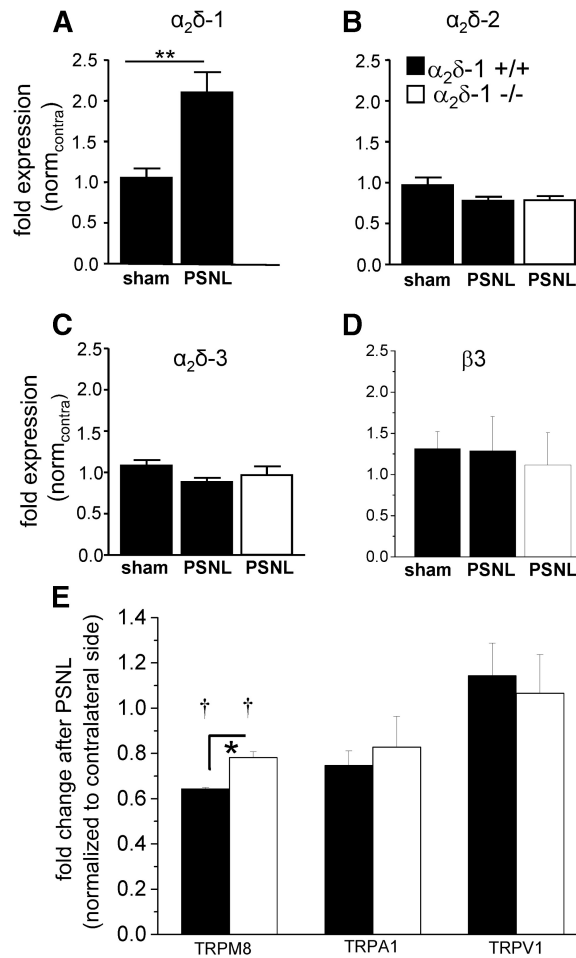 A α₂δ-1
**
2.5
2.0
1.5
1.0
0.5
0.0
fold expression
(norm_contra)
sham PSNL
B α₂δ-2
α₂δ-1 +/+
α₂δ-1 -/-
2.5
2.0
1.5
1.0
0.5
0.0
sham PSNL PSNL
C α₂δ-3
2.5
2.0
1.5
1.0
0.5
0.0
fold expression
(norm_contra)
sham PSNL PSNL
D β3
2.5
2.0
1.5
1.0
0.5
0.0
sham PSNL PSNL
E
1.4
1.2
1.0
0.8
0.6
0.4
0.2
0.0
fold change after PSNL
(normalized to contralateral side)
† †
*
TRPM8 TRPA1 TRPV1